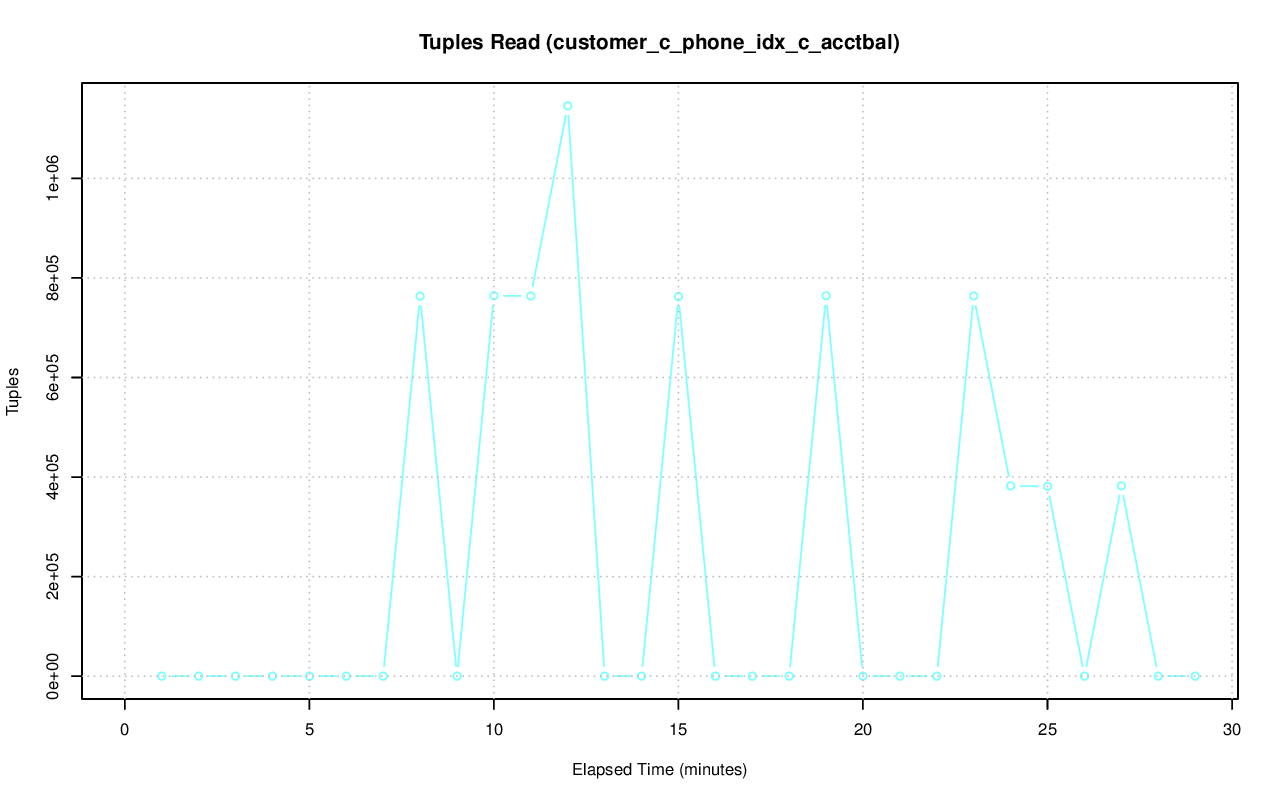 Tuples Read (customer_c_phone_idx_c_acctbal)
1e+06
8e+05
6e+05
4e+05
2e+05
0e+00
Tuples
0 5 10 15 20 25 30
Elapsed Time (minutes)